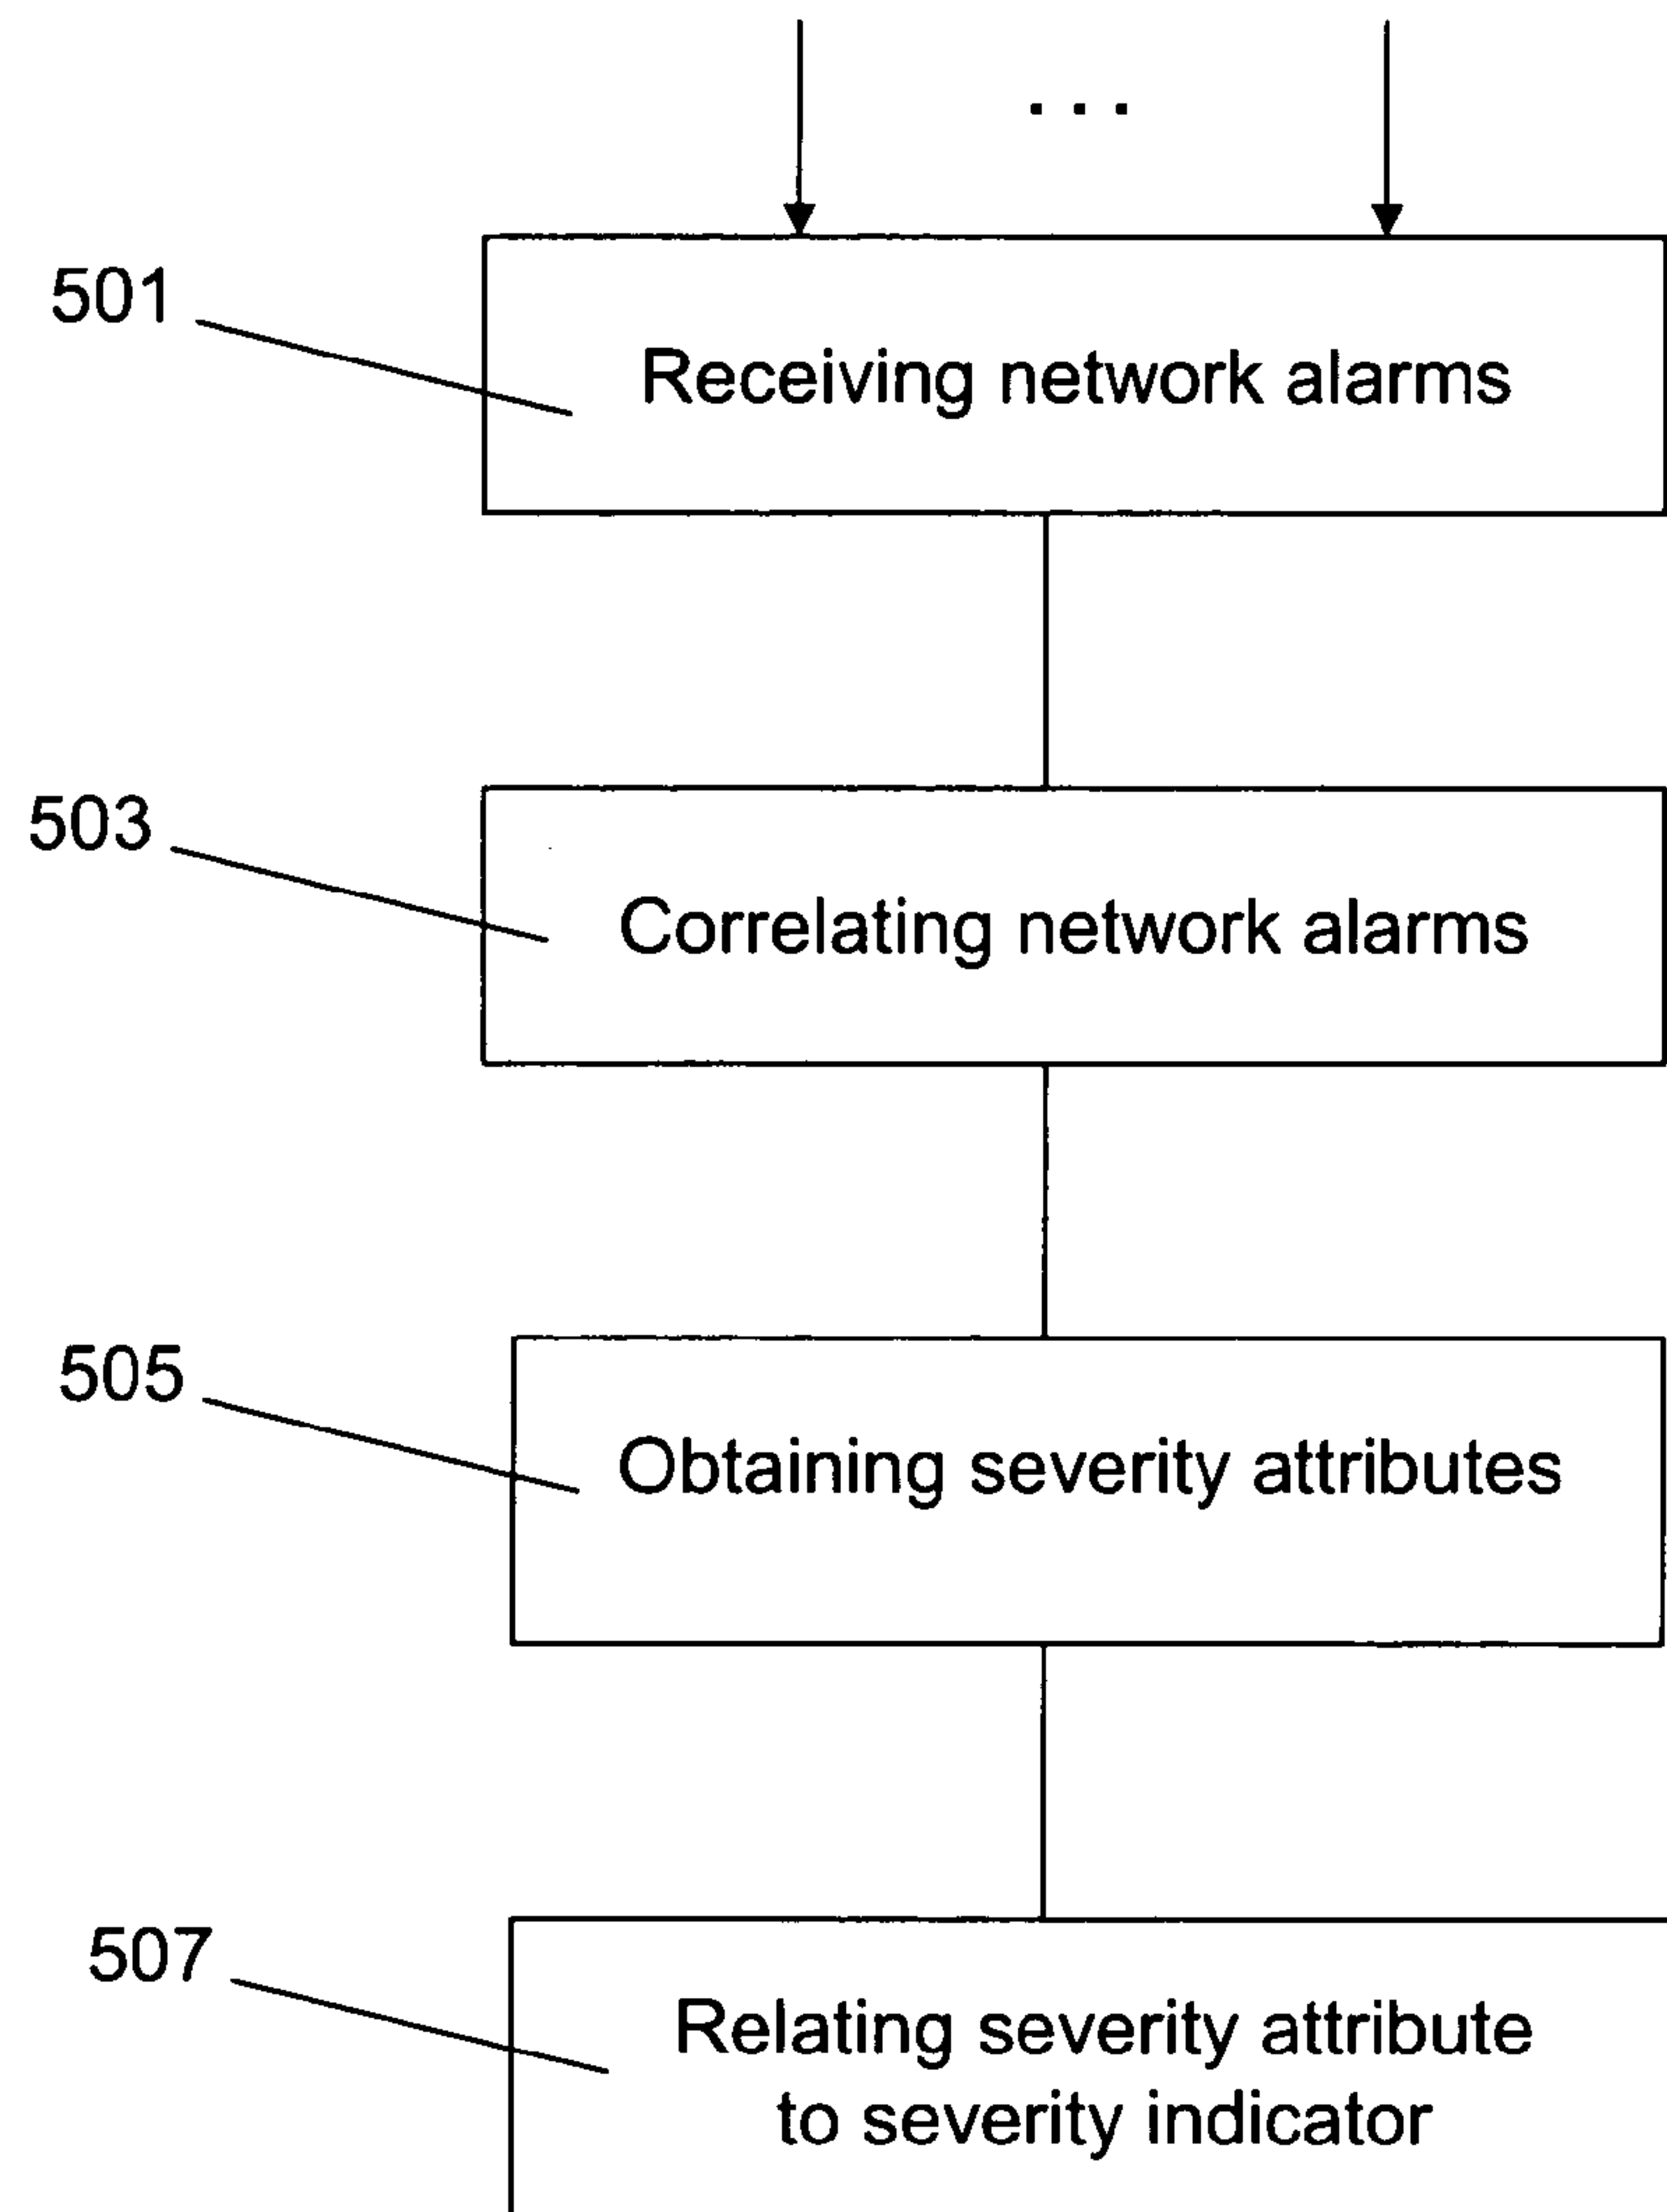 ...
501
Receiving network alarms
503
Correlating network alarms
505
Obtaining severity attributes
507
Relating severity attribute
to severity indicator